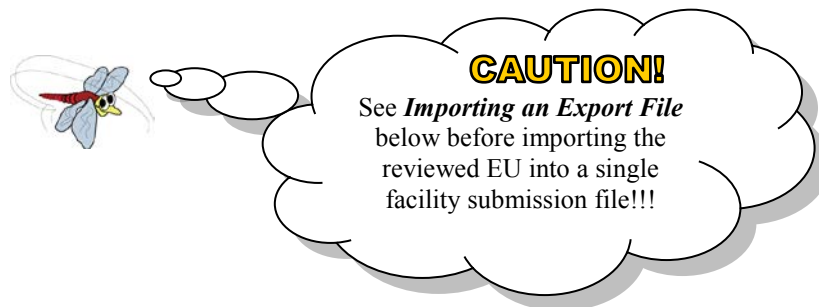 CAUTION!
See Importing an Export File
below before importing the
reviewed EU into a single
facility submission file!!!